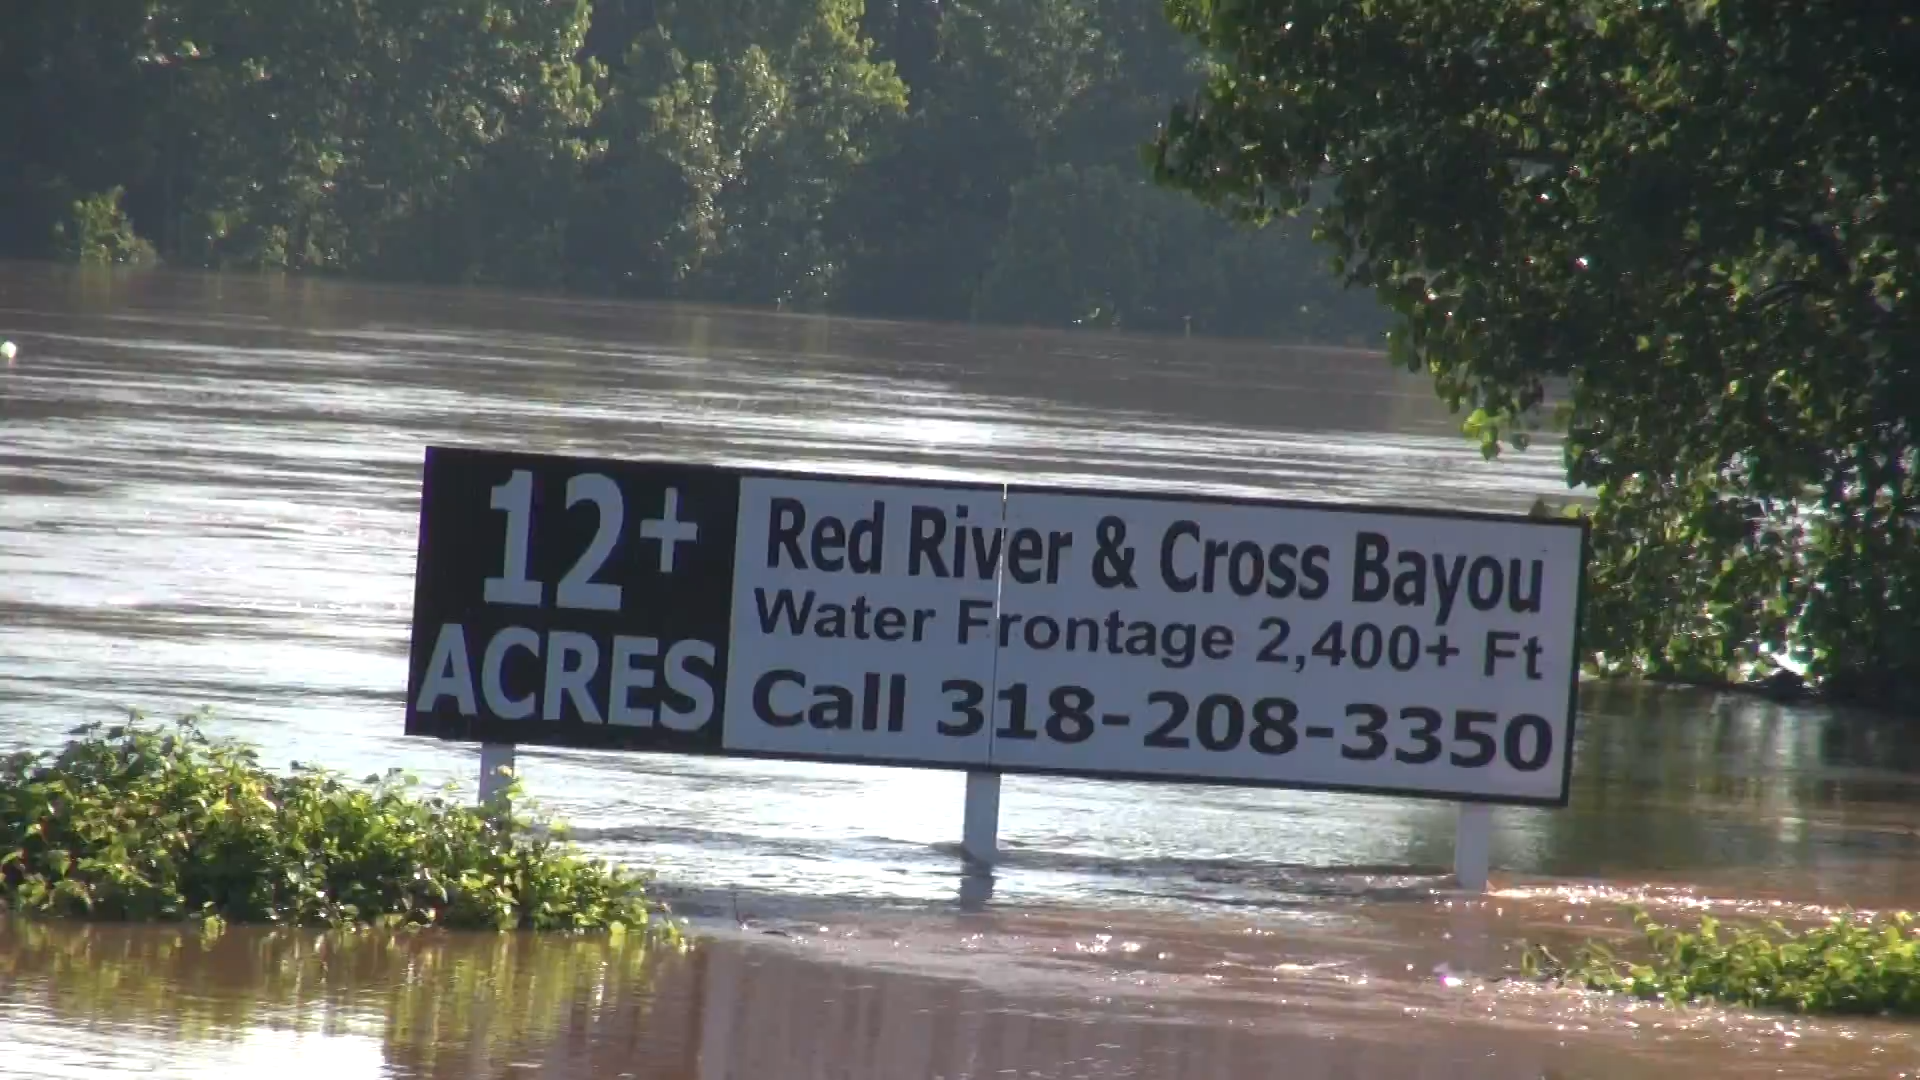 12+
ACRES
Red River & Cross Bayou
Water Frontage 2,400+ Ft
Call 318-208-3350